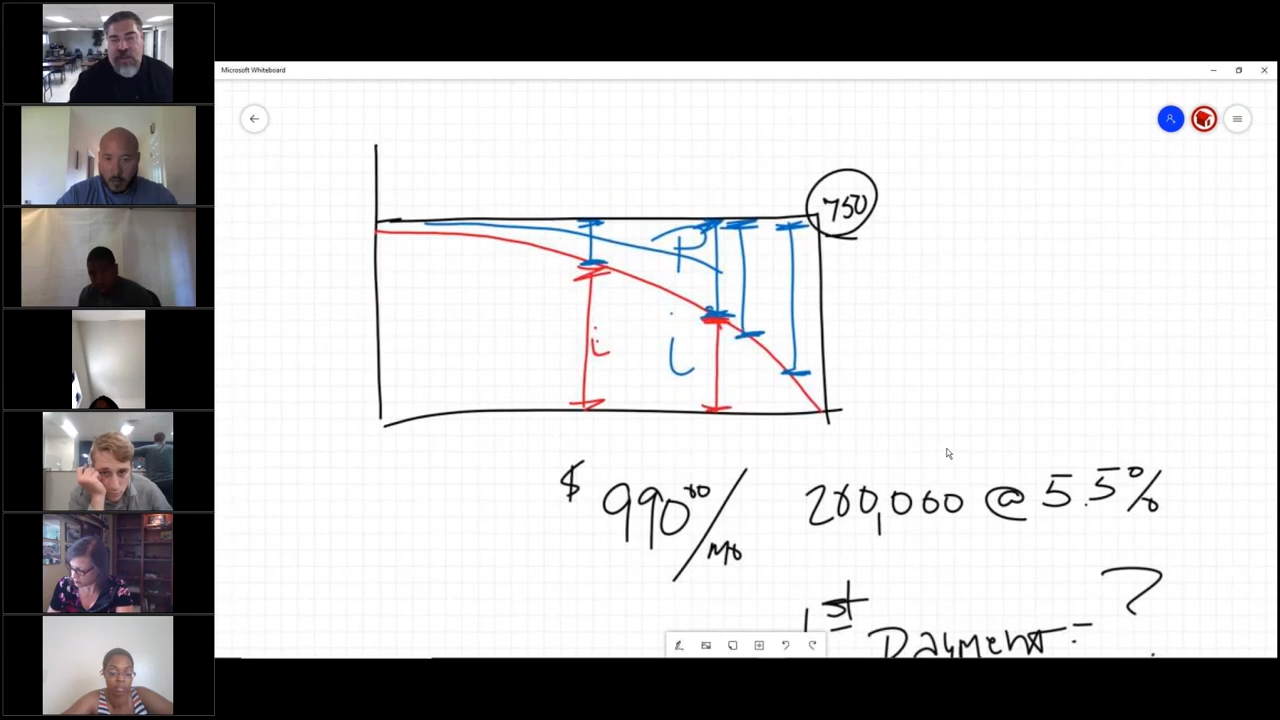 Microsoft Whiteboard
750
P
i
i
$ 990⁰⁰/MO
200,000 @ 5.5%
1st Payment = ?